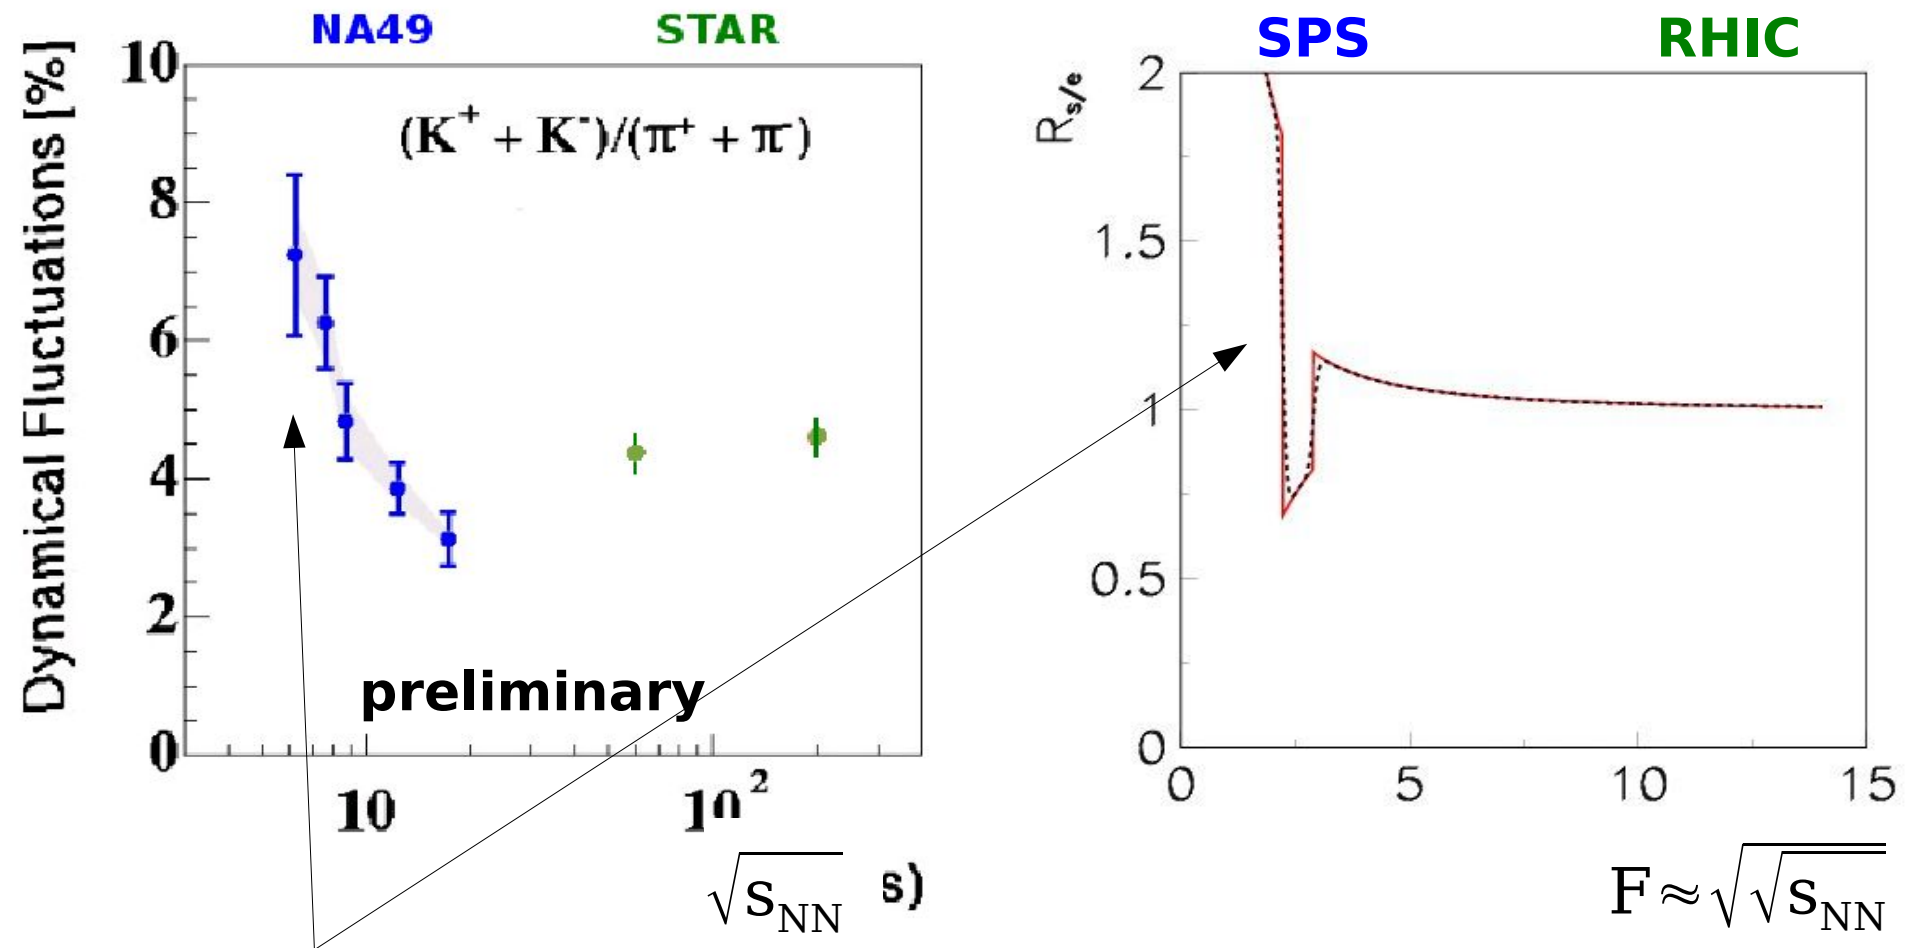 NA49 STAR
Dynamical Fluctuations [%]
(K⁺ + K⁻)/(π⁺ + π⁻)
10
8
6
4
2
0
preliminary
10 10²
√s_NN s)
SPS RHIC
R_s/e
2
1.5
1
0.5
0
0 5 10 15
F≈√√s_NN